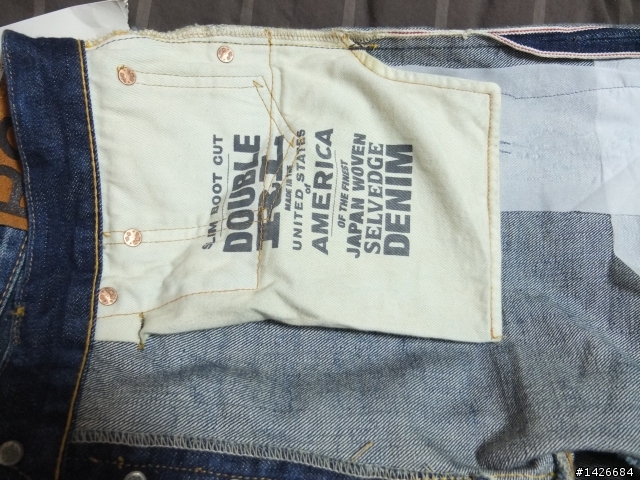 SLIM BOOT CUT
DOUBLE
RL
MADE IN THE
UNITED STATES
of
AMERICA
OF THE FINEST
JAPAN WOVEN
SELVEDGE
DENIM
#1426684